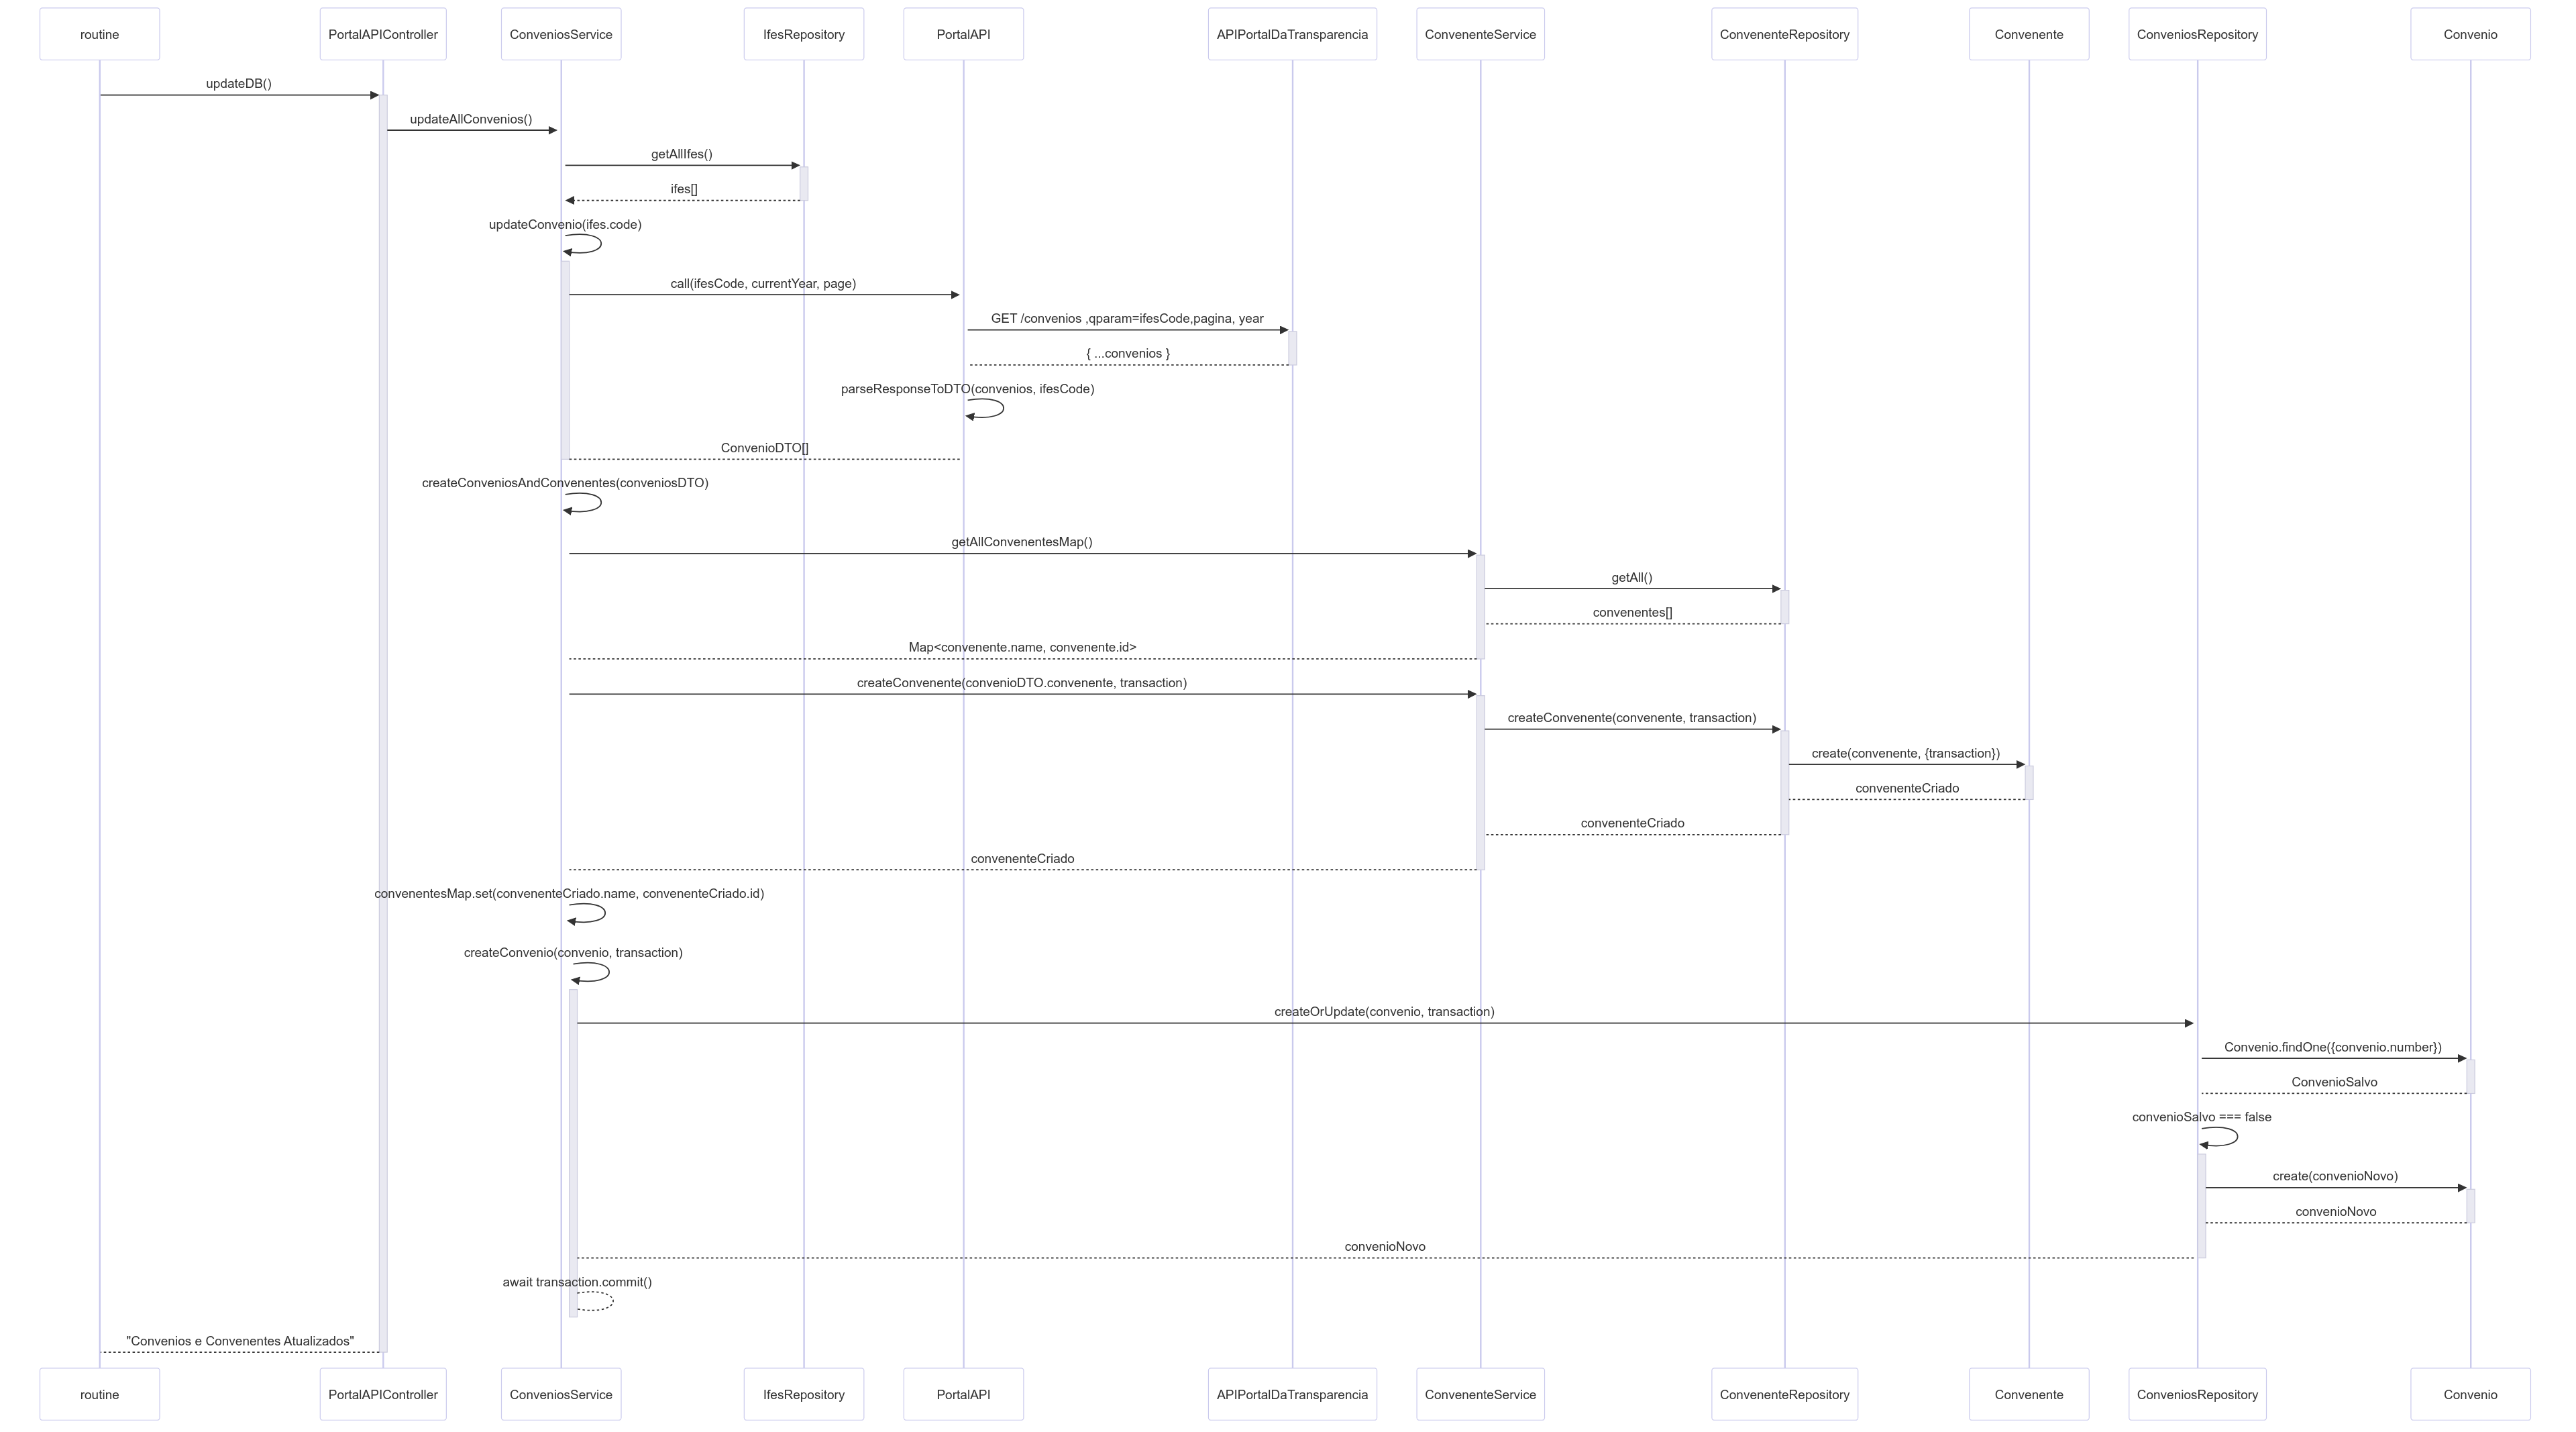 routine
PortalAPIController
ConveniosService
IfesRepository
PortalAPI
APIPortalDaTransparencia
ConvenenteService
ConvenenteRepository
Convenente
ConveniosRepository
Convenio
updateDB()
updateAllConvenios()
getAllIfes()
ifes[]
updateConvenio(ifes.code)
call(ifesCode, currentYear, page)
GET /convenios ,qparam=ifesCode,pagina, year
{ ...convenios }
parseResponseToDTO(convenios, ifesCode)
ConvenioDTO[]
createConveniosAndConvenentes(conveniosDTO)
getAllConvenentesMap()
getAll()
convenentes[]
Map<convenente.name, convenente.id>
createConvenente(convenioDTO.convenente, transaction)
createConvenente(convenente, transaction)
create(convenente, {transaction})
convenenteCriado
convenenteCriado
convenenteCriado
convenentesMap.set(convenenteCriado.name, convenenteCriado.id)
createConvenio(convenio, transaction)
createOrUpdate(convenio, transaction)
Convenio.findOne({convenio.number})
ConvenioSalvo
convenioSalvo === false
create(convenioNovo)
convenioNovo
convenioNovo
await transaction.commit()
"Convenios e Convenentes Atualizados"
routine
PortalAPIController
ConveniosService
IfesRepository
PortalAPI
APIPortalDaTransparencia
ConvenenteService
ConvenenteRepository
Convenente
ConveniosRepository
Convenio